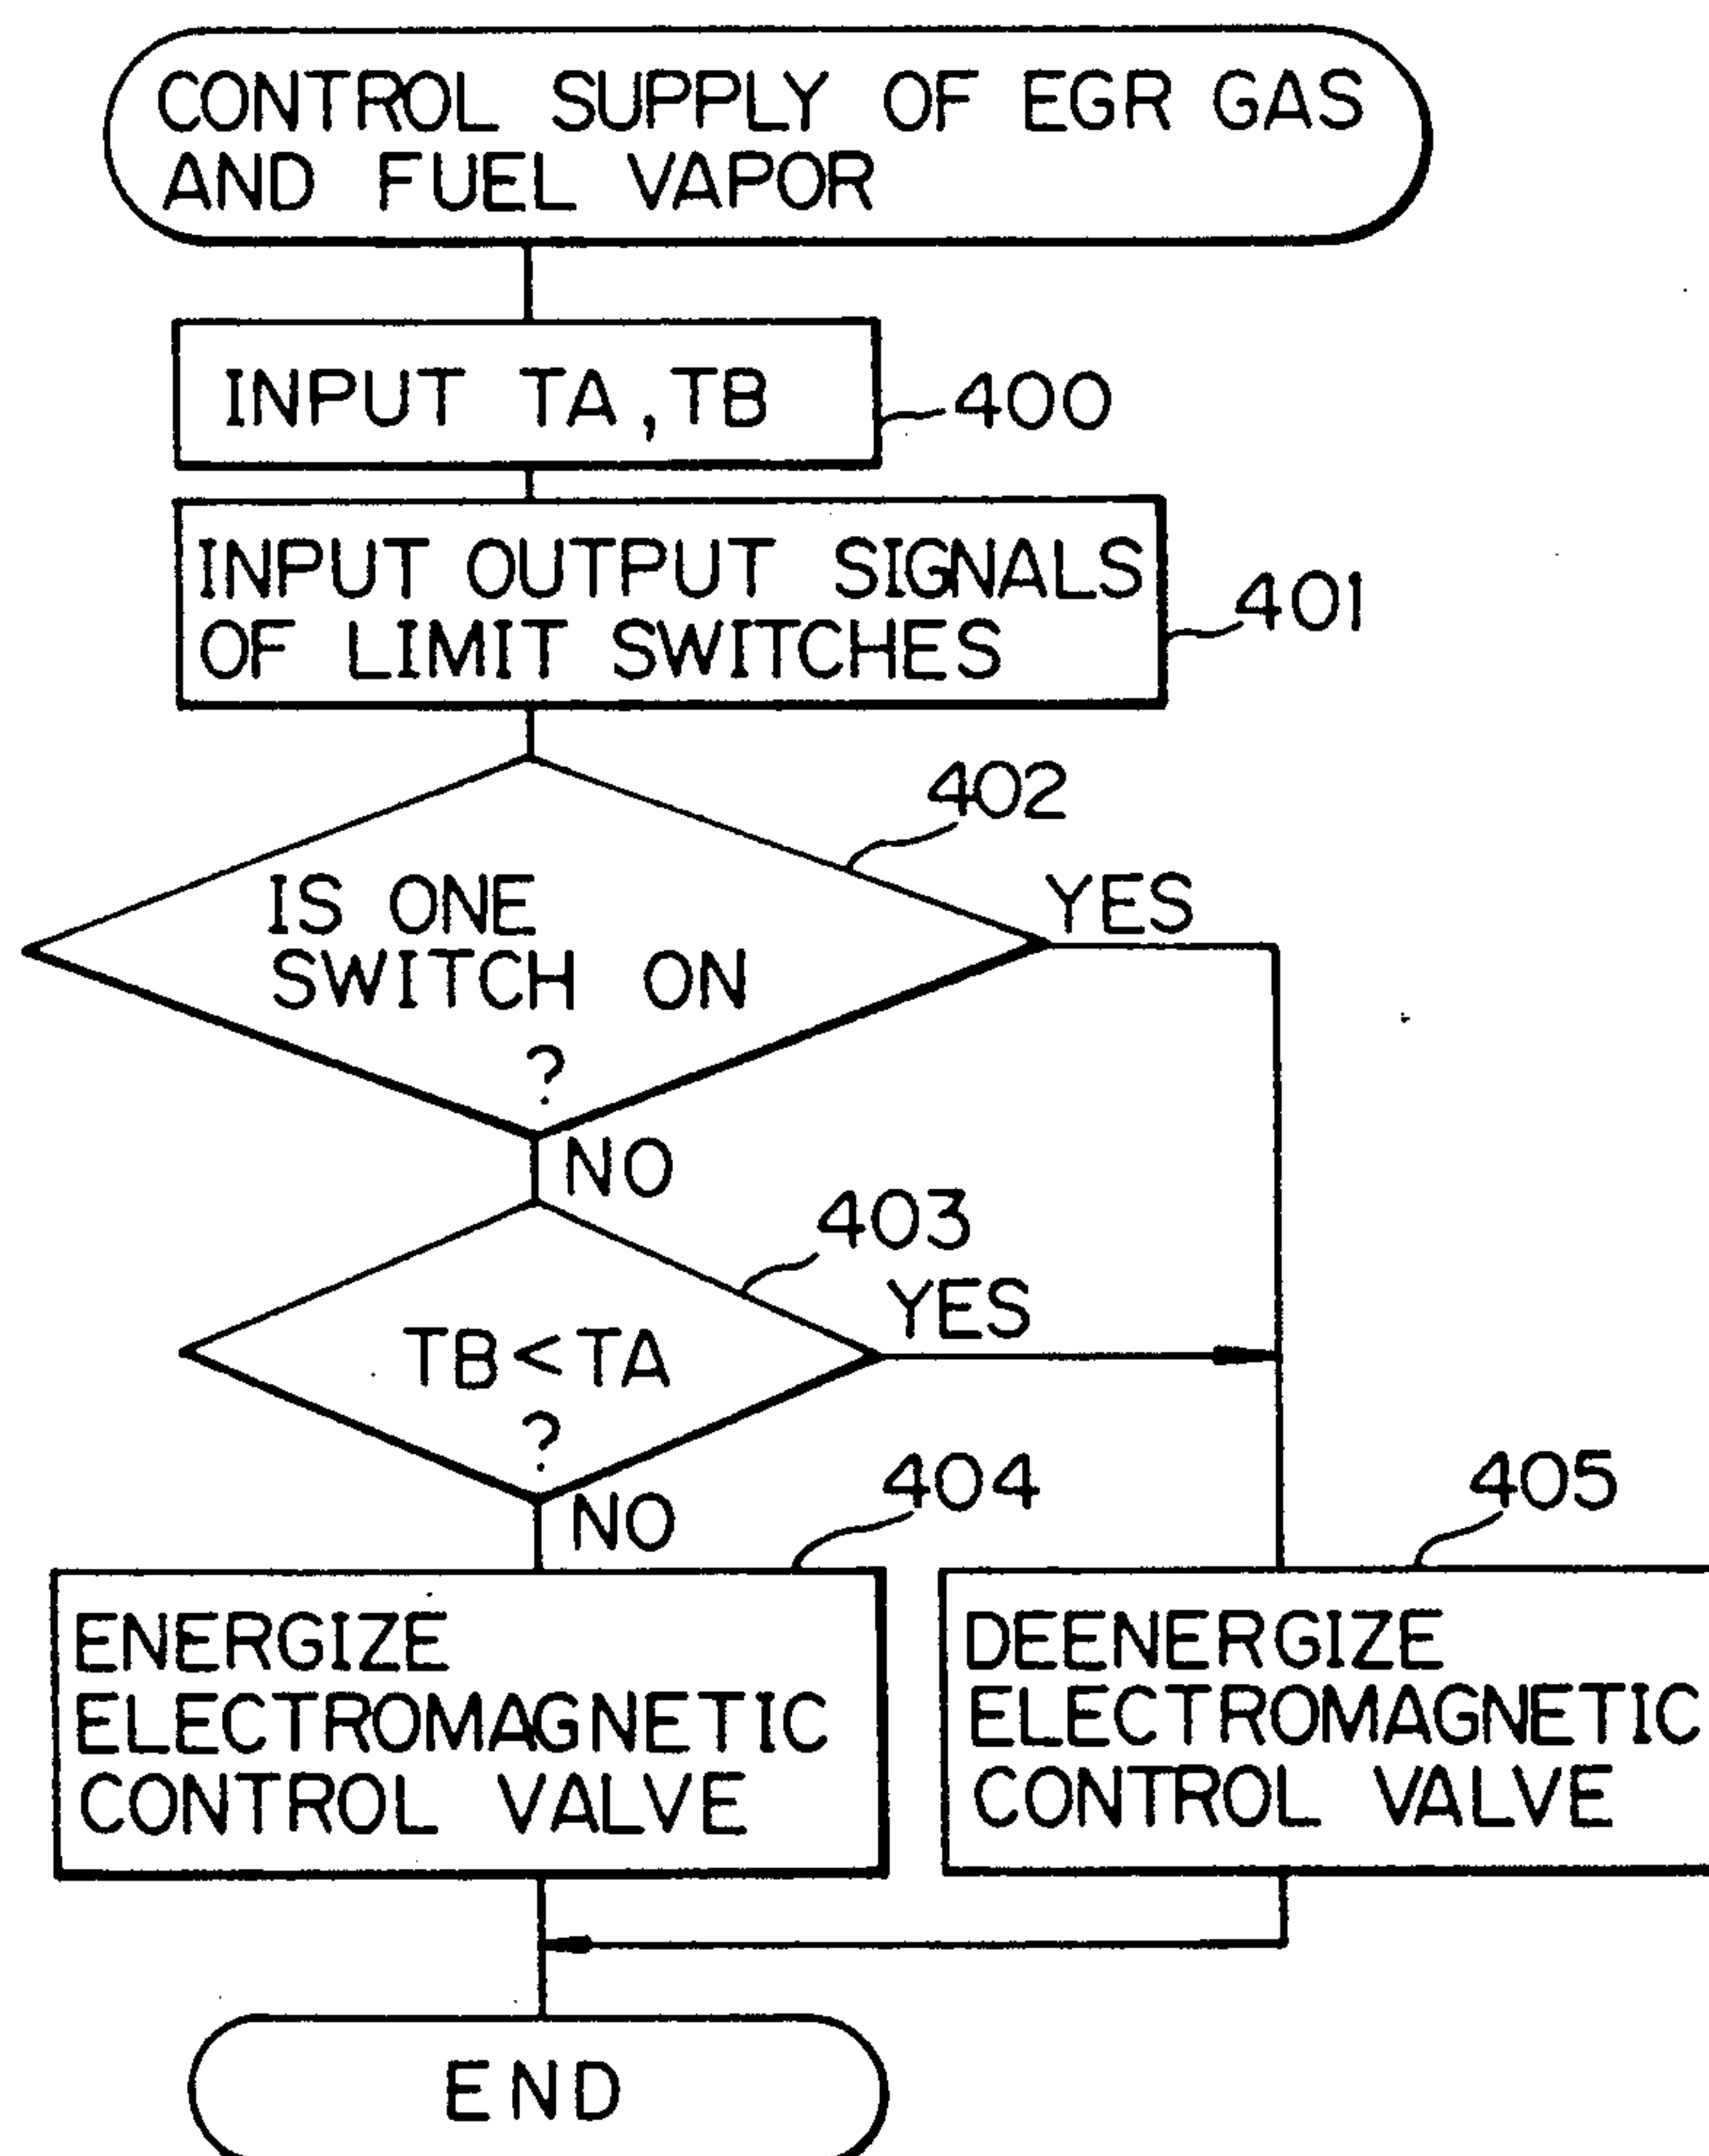 CONTROL SUPPLY OF EGR GAS
AND FUEL VAPOR
INPUT TA, TB
400
INPUT OUTPUT SIGNALS
OF LIMIT SWITCHES
401
402
IS ONE
SWITCH ON
?
YES
NO
403
YES
TB<TA
?
NO
404
405
ENERGIZE
ELECTROMAGNETIC
CONTROL VALVE
DEENERGIZE
ELECTROMAGNETIC
CONTROL VALVE
END